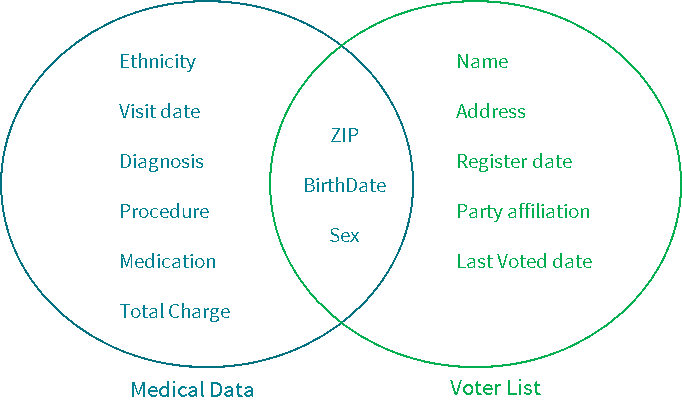 Ethnicity
Visit date
Diagnosis
Procedure
Medication
Total Charge
ZIP
BirthDate
Sex
Name
Address
Register date
Party affiliation
Last Voted date
Medical Data
Voter List